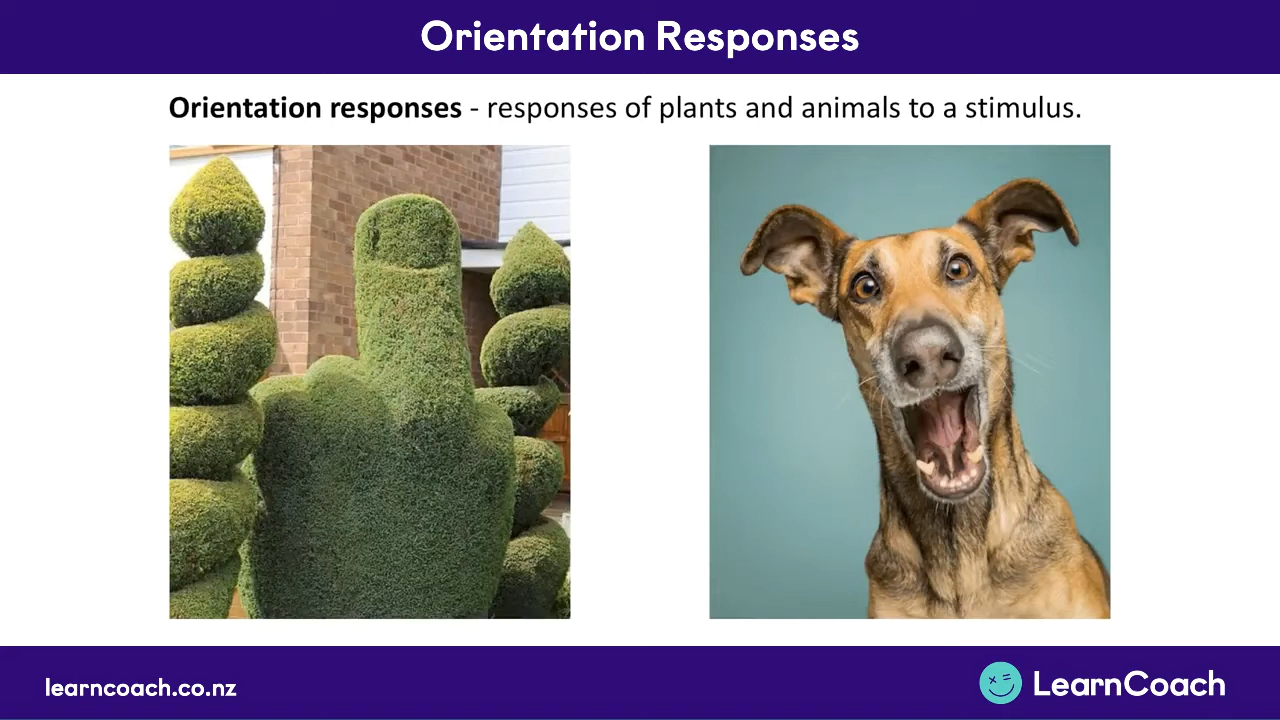 Orientation Responses
Orientation responses - responses of plants and animals to a stimulus.
learncoach.co.nz
LearnCoach